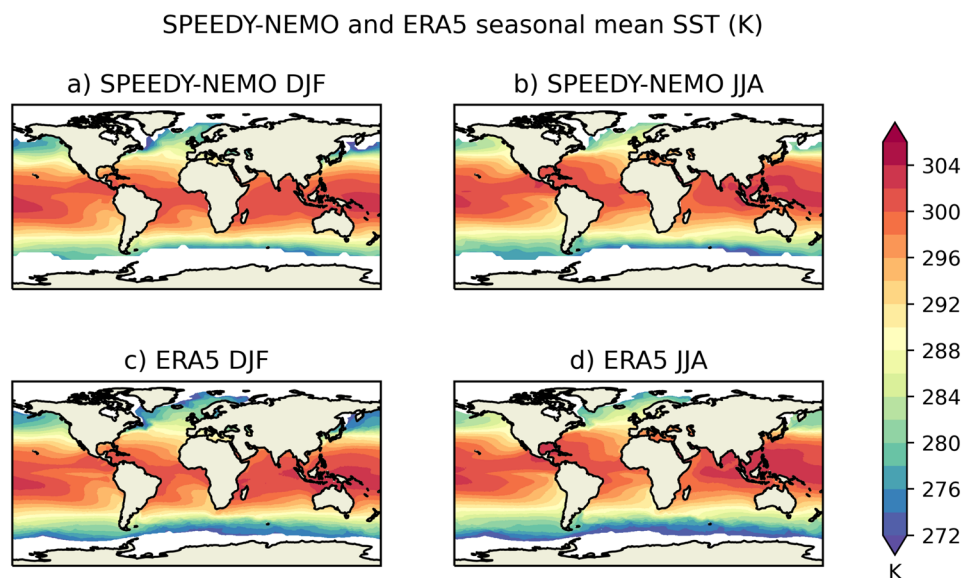 SPEEDY-NEMO and ERA5 seasonal mean SST (K)
a) SPEEDY-NEMO DJF
b) SPEEDY-NEMO JJA
c) ERA5 DJF
d) ERA5 JJA
304
300
296
292
288
284
280
276
272
K